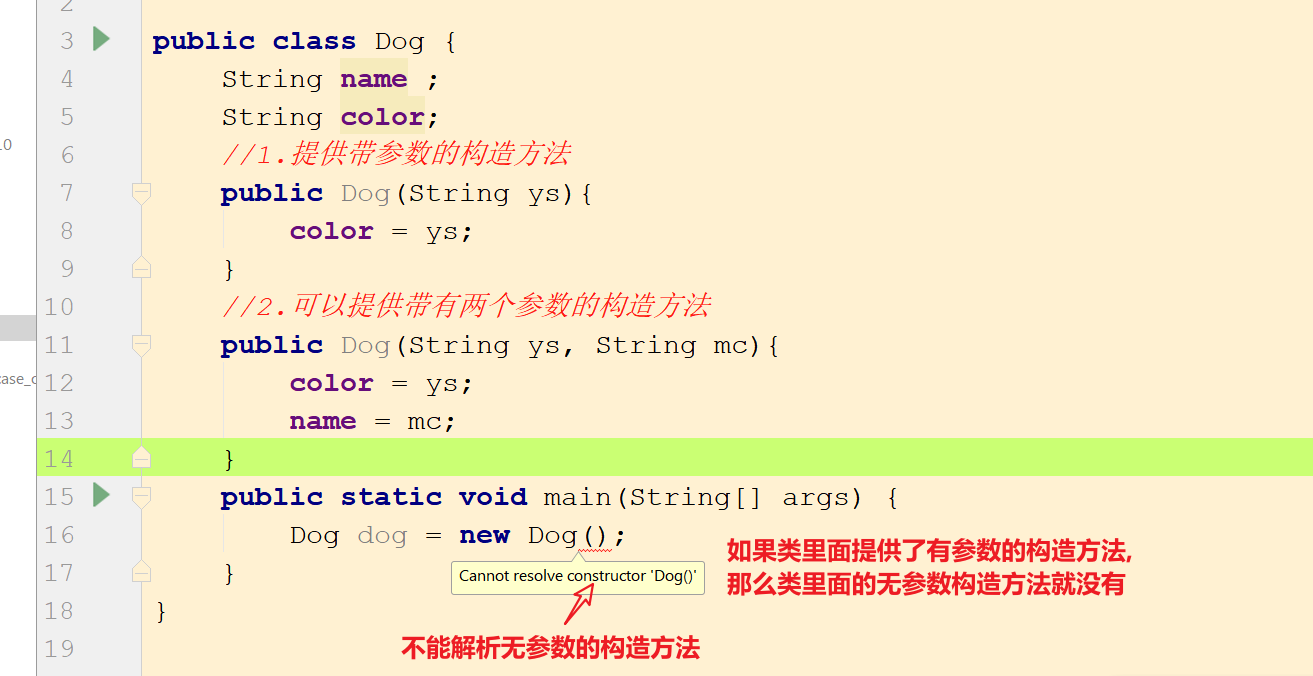 2
3 public class Dog {
4 String name ;
5 String color;
6 //1.提供带参数的构造方法
7 public Dog(String ys){
8 color = ys;
9 }
10 //2.可以提供带有两个参数的构造方法
11 public Dog(String ys, String mc){
12 color = ys;
13 name = mc;
14 }
15 public static void main(String[] args) {
16 Dog dog = new Dog();
如果类里面提供了有参数的构造方法,
Cannot resolve constructor 'Dog()'
那么类里面的无参数构造方法就没有
17 }
18 }
不能解析无参数的构造方法
19